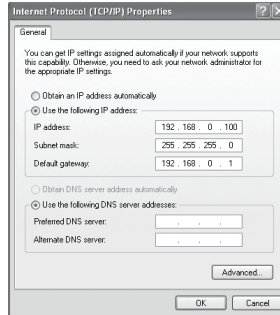 Internet Protocol (TCP/IP) Properties
General
You can get IP settings assigned automatically if your network supports
this capability. Otherwise, you need to ask your network administrator for
the appropriate IP settings.
Obtain an IP address automatically
Use the following IP address:
IP address: 192 . 168 . 0 . 100
Subnet mask: 255 . 255 . 255 . 0
Default gateway: 192 . 168 . 0 . 1
Obtain DNS server address automatically
Use the following DNS server addresses:
Preferred DNS server: . . .
Alternate DNS server: . . .
Advanced...
OK Cancel